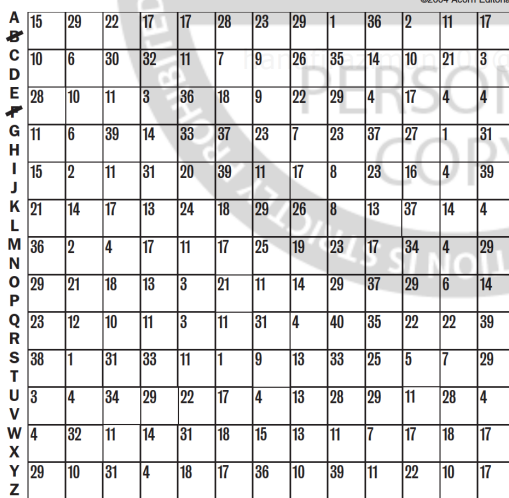 ©2004 Acorn Editoria
A 15 29 22 17 17 28 23 29 1 36 2 11 17
B
C 10 6 30 32 11 7 9 26 35 14 10 21 3
D
E 28 10 11 3 36 18 9 22 29 4 17 4 4
F
G 11 6 39 14 33 37 23 7 23 37 27 1 31
H
I 15 2 11 31 20 39 11 17 8 23 16 4 39
J
K 21 14 17 13 24 18 29 26 8 13 37 14 4
L
M 36 2 4 17 11 17 25 19 23 17 34 4 29
N
O 29 21 18 13 3 21 11 14 29 37 29 6 14
P
Q 23 12 10 11 3 11 31 4 40 35 22 22 39
R
S 38 1 31 33 11 1 9 13 33 25 5 7 29
T
U 3 4 34 29 22 17 4 13 28 29 11 28 4
V
W 4 32 11 14 31 18 15 13 11 7 17 18 17
X
Y 29 10 31 4 18 17 36 10 39 11 22 10 17
Z
PERSON
COPY